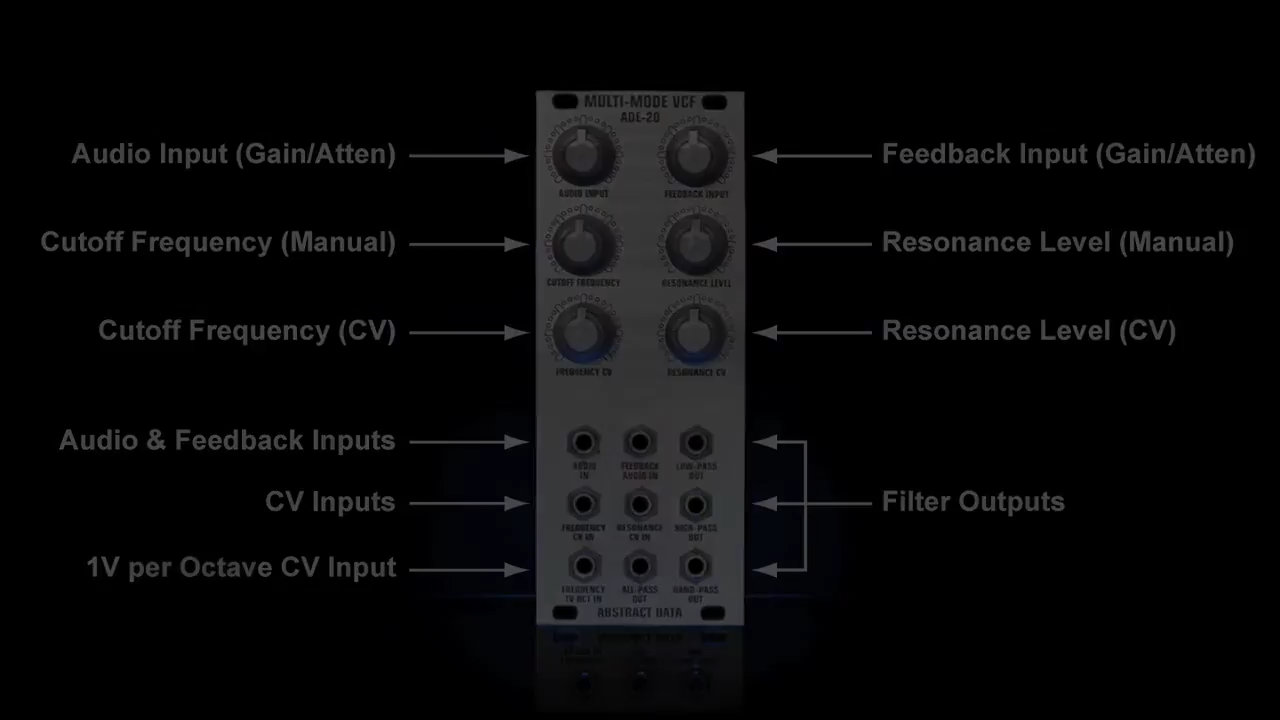 MULTI-MODE VCF
ADE-20
Audio Input (Gain/Atten)
Feedback Input (Gain/Atten)
AUDIO INPUT
FEEDBACK INPUT
Cutoff Frequency (Manual)
Resonance Level (Manual)
CUTOFF FREQUENCY
RESONANCE LEVEL
Cutoff Frequency (CV)
Resonance Level (CV)
FREQUENCY CV
RESONANCE CV
Audio & Feedback Inputs
AUDIO IN
FEEDBACK AUDIO IN
LOW-PASS OUT
CV Inputs
Filter Outputs
FREQUENCY CV IN
RESONANCE CV IN
HIGH-PASS OUT
1V per Octave CV Input
FREQUENCY 1V OCT IN
ALL-PASS OUT
BAND-PASS OUT
ABSTRACT DATA